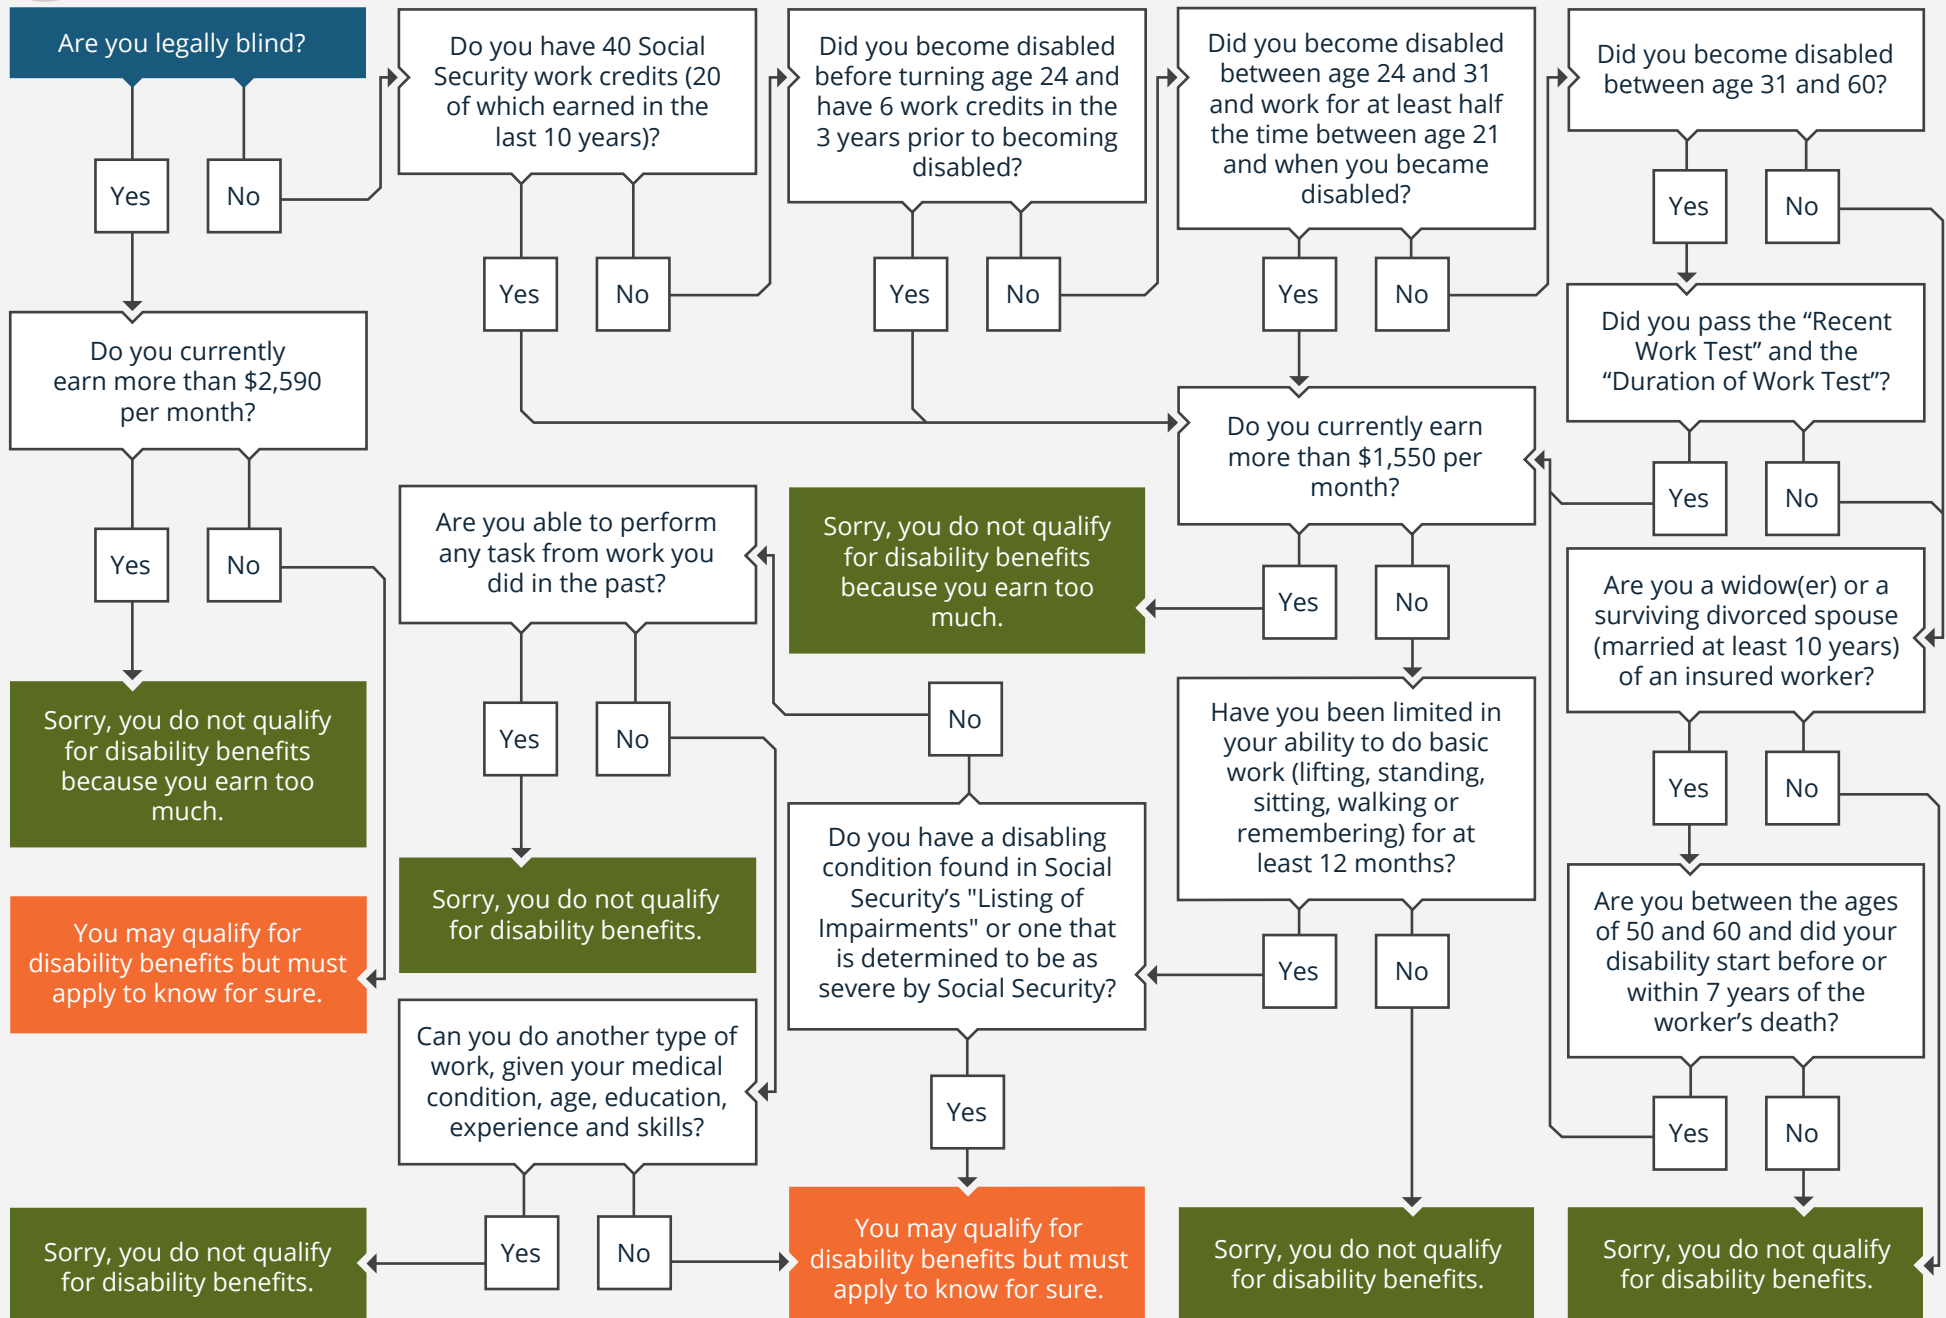 Are you legally blind?
Yes
No
Do you have 40 Social
Security work credits (20
of which earned in the
last 10 years)?
Yes
No
Did you become disabled
before turning age 24 and
have 6 work credits in the
3 years prior to becoming
disabled?
Yes
No
Did you become disabled
between age 24 and 31
and work for at least half
the time between age 21
and when you became
disabled?
Yes
No
Did you become disabled
between age 31 and 60?
Yes
No
Do you currently
earn more than $2,590
per month?
Yes
No
Did you pass the “Recent
Work Test” and the
“Duration of Work Test”?
Yes
No
Do you currently earn
more than $1,550 per
month?
Yes
No
Sorry, you do not qualify
for disability benefits
because you earn too
much.
Are you able to perform
any task from work you
did in the past?
Yes
No
Are you a widow(er) or a
surviving divorced spouse
(married at least 10 years)
of an insured worker?
Yes
No
Sorry, you do not qualify
for disability benefits
because you earn too
much.
No
Have you been limited in
your ability to do basic
work (lifting, standing,
sitting, walking or
remembering) for at
least 12 months?
Yes
No
Do you have a disabling
condition found in Social
Security’s "Listing of
Impairments" or one that
is determined to be as
severe by Social Security?
Yes
Sorry, you do not qualify
for disability benefits.
You may qualify for
disability benefits but must
apply to know for sure.
Are you between the ages
of 50 and 60 and did your
disability start before or
within 7 years of the
worker’s death?
Yes
No
Can you do another type of
work, given your medical
condition, age, education,
experience and skills?
Yes
No
Sorry, you do not qualify
for disability benefits.
You may qualify for
disability benefits but must
apply to know for sure.
Sorry, you do not qualify
for disability benefits.
Sorry, you do not qualify
for disability benefits.